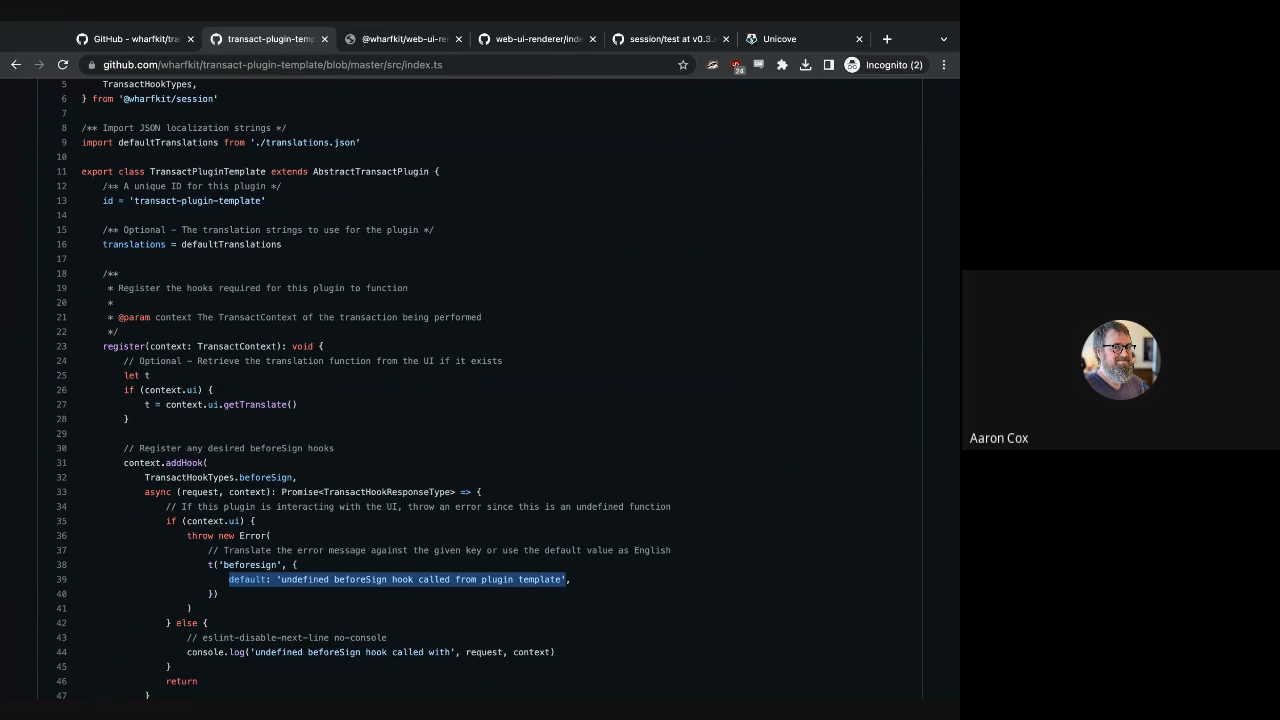 GitHub - wharfkit/tra
transact-plugin-temp
@wharfkit/web-ui-re
web-ui-renderer/inde
session/test at v0.3.
Unicove
github.com/wharfkit/transact-plugin-template/blob/master/src/index.ts
24
Incognito (2)
5 TransactHookTypes,
6 } from '@wharfkit/session'
7
8 /** Import JSON localization strings */
9 import defaultTranslations from './translations.json'
10
11 export class TransactPluginTemplate extends AbstractTransactPlugin {
12 /** A unique ID for this plugin */
13 id = 'transact-plugin-template'
14
15 /** Optional - The translation strings to use for the plugin */
16 translations = defaultTranslations
17
18 /**
19 * Register the hooks required for this plugin to function
20 *
21 * @param context The TransactContext of the transaction being performed
22 */
23 register(context: TransactContext): void {
24 // Optional - Retrieve the translation function from the UI if it exists
25 let t
26 if (context.ui) {
27 t = context.ui.getTranslate()
28 }
29
30 // Register any desired beforeSign hooks
31 context.addHook(
32 TransactHookTypes.beforeSign,
33 async (request, context): Promise<TransactHookResponseType> => {
34 // If this plugin is interacting with the UI, throw an error since this is an undefined function
35 if (context.ui) {
36 throw new Error(
37 // Translate the error message against the given key or use the default value as English
38 t('beforesign', {
39 default: 'undefined beforeSign hook called from plugin template',
40 })
41 )
42 } else {
43 // eslint-disable-next-line no-console
44 console.log('undefined beforeSign hook called with', request, context)
45 }
46 return
47 }
Aaron Cox